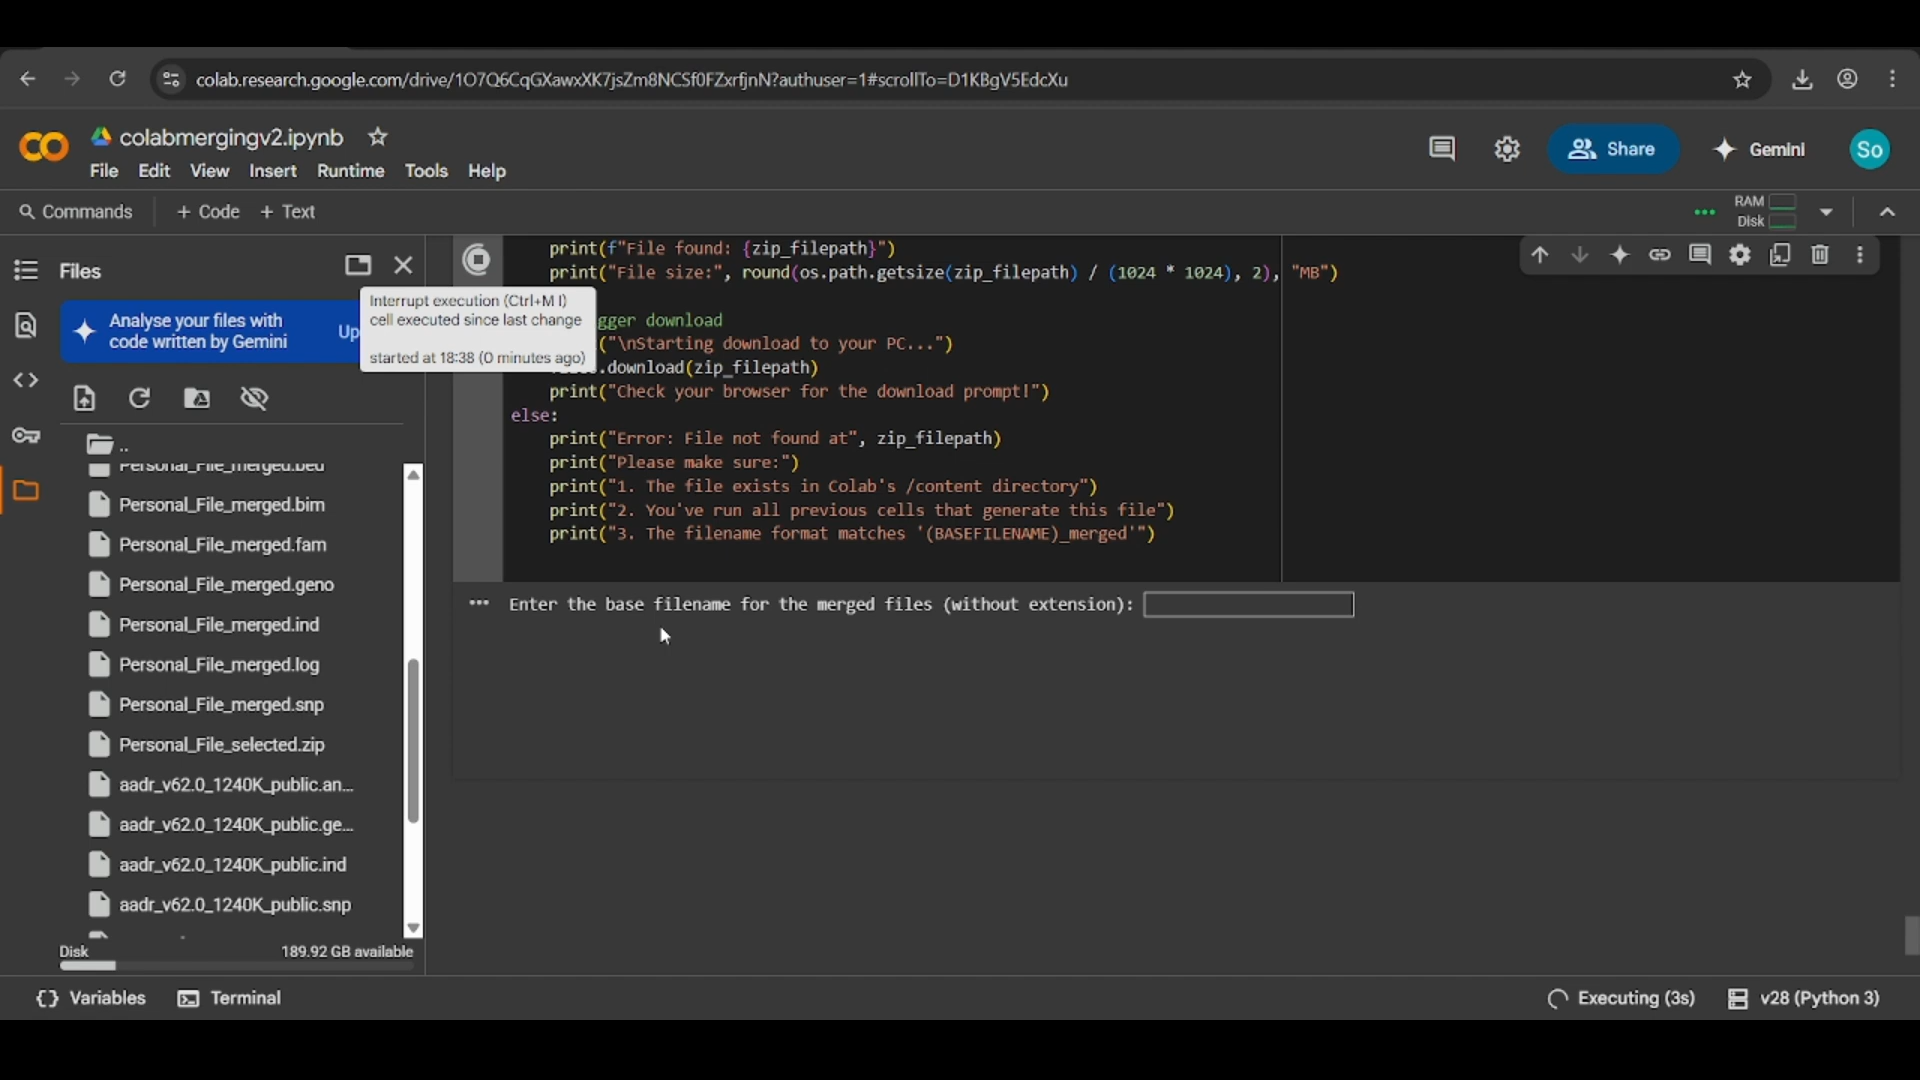 colab.research.google.com/drive/1O7Q6CqGXawxXK7jsZm8NCSf0FZxrfjnN?authuser=1#scrollTo=D1KBgV5EdcXu
colabmergingv2.ipynb
File Edit View Insert Runtime Tools Help
Share
Gemini
So
Commands + Code + Text
RAM
Disk
Files
Analyse your files with
code written by Gemini
Up
Interrupt execution (Ctrl+M I)
cell executed since last change
started at 18:38 (0 minutes ago)
..
Personal_File_merged.bed
Personal_File_merged.bim
Personal_File_merged.fam
Personal_File_merged.geno
Personal_File_merged.ind
Personal_File_merged.log
Personal_File_merged.snp
Personal_File_selected.zip
aadr_v62.0_1240K_public.an...
aadr_v62.0_1240K_public.ge...
aadr_v62.0_1240K_public.ind
aadr_v62.0_1240K_public.snp
Disk 189.92 GB available
print(f"File found: {zip_filepath}")
print("File size:", round(os.path.getsize(zip_filepath) / (1024 * 1024), 2), "MB")
gger download
("\nStarting download to your PC...")
.download(zip_filepath)
print("Check your browser for the download prompt!")
else:
print("Error: File not found at", zip_filepath)
print("Please make sure:")
print("1. The file exists in Colab's /content directory")
print("2. You've run all previous cells that generate this file")
print("3. The filename format matches '(BASEFILENAME)_merged'")
Enter the base filename for the merged files (without extension):
Variables Terminal
Executing (3s) v28 (Python 3)